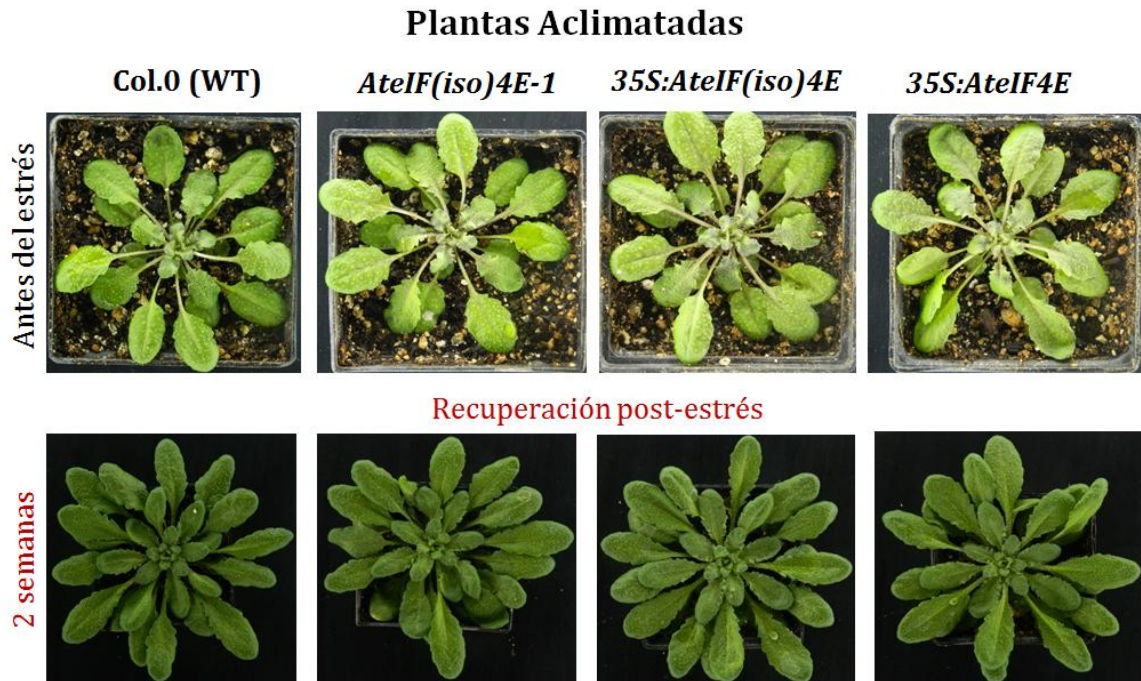 Plantas Aclimatadas
Col.0 (WT)
AteIF(iso)4E-1
35S:AteIF(iso)4E
35S:AteIF4E
Antes del estrés
Recuperación post-estrés
2 semanas